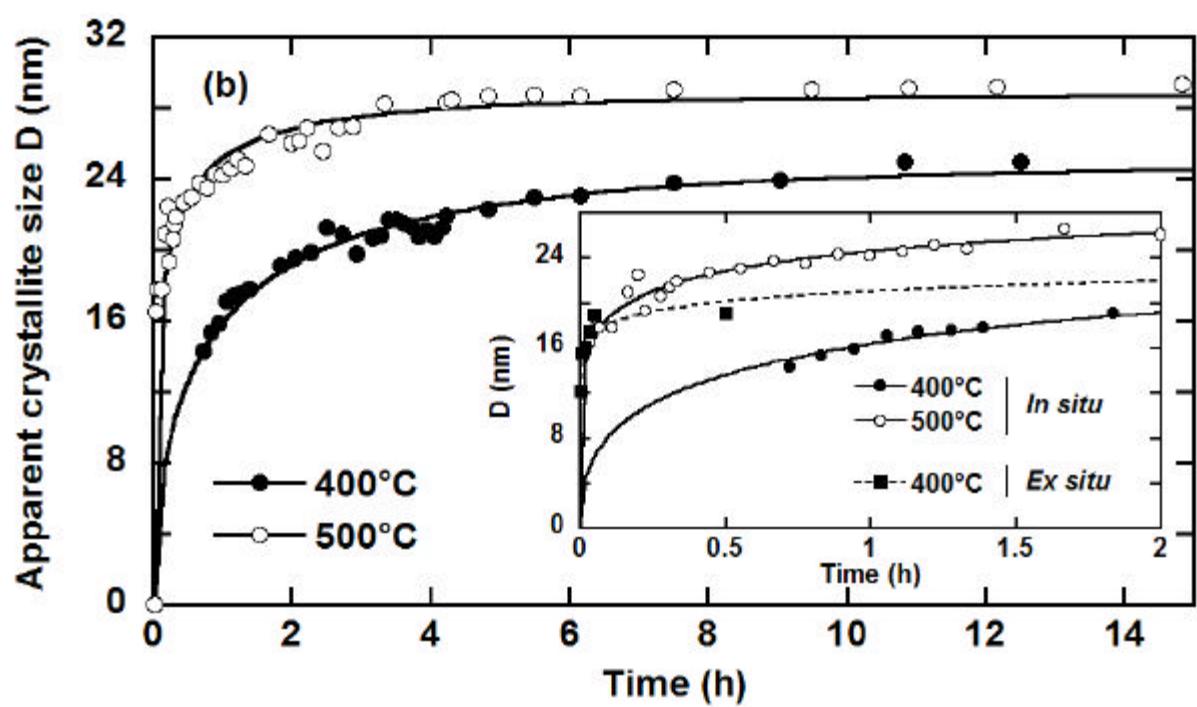 Apparent crystallite size D (nm)
32
24
16
8
0
(b)
400°C
500°C
D (nm)
24
16
8
0
400°C
500°C
In situ
400°C
Ex situ
0 0.5 1 1.5 2
Time (h)
0 2 4 6 8 10 12 14
Time (h)